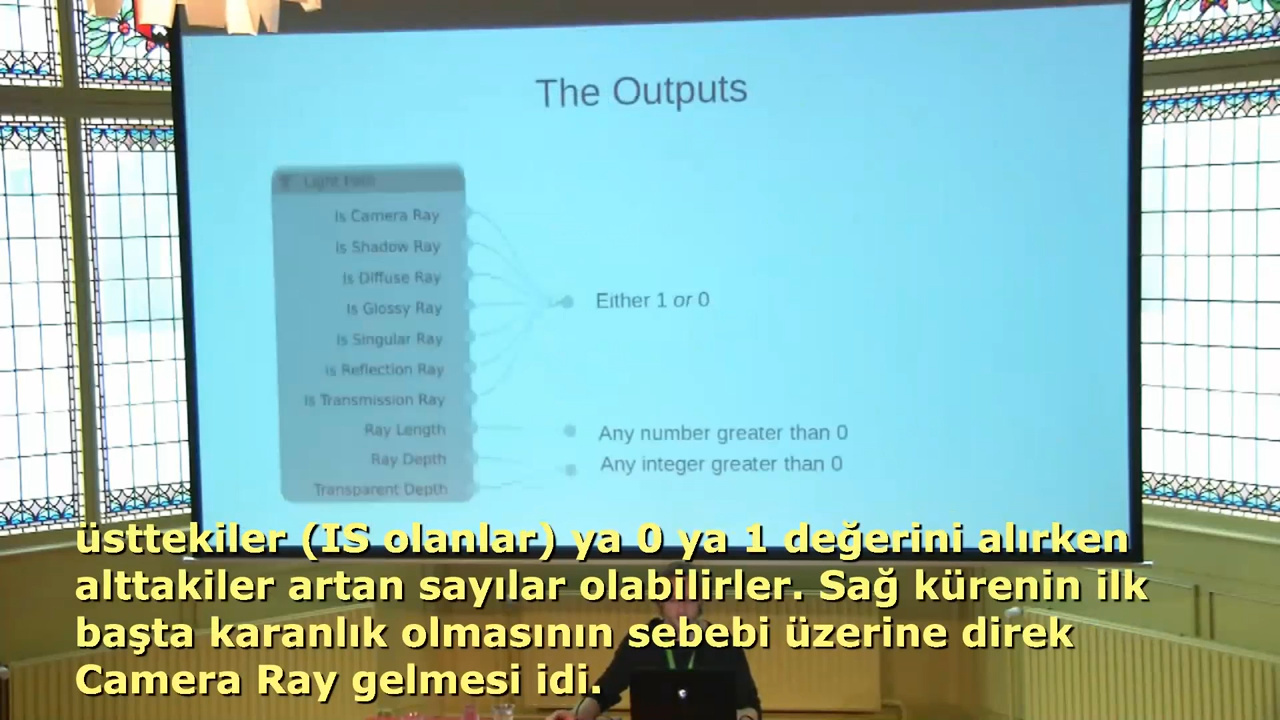 The Outputs
Light Path
Is Camera Ray
Is Shadow Ray
Is Diffuse Ray
Is Glossy Ray
Is Singular Ray
Is Reflection Ray
Is Transmission Ray
Ray Length
Ray Depth
Transparent Depth
Either 1 or 0
Any number greater than 0
Any integer greater than 0
üsttekiler (IS olanlar) ya 0 ya 1 değerini alırken
alttakiler artan sayılar olabilirler. Sağ kürenin ilk
başta karanlık olmasının sebebi üzerine direk
Camera Ray gelmesi idi.